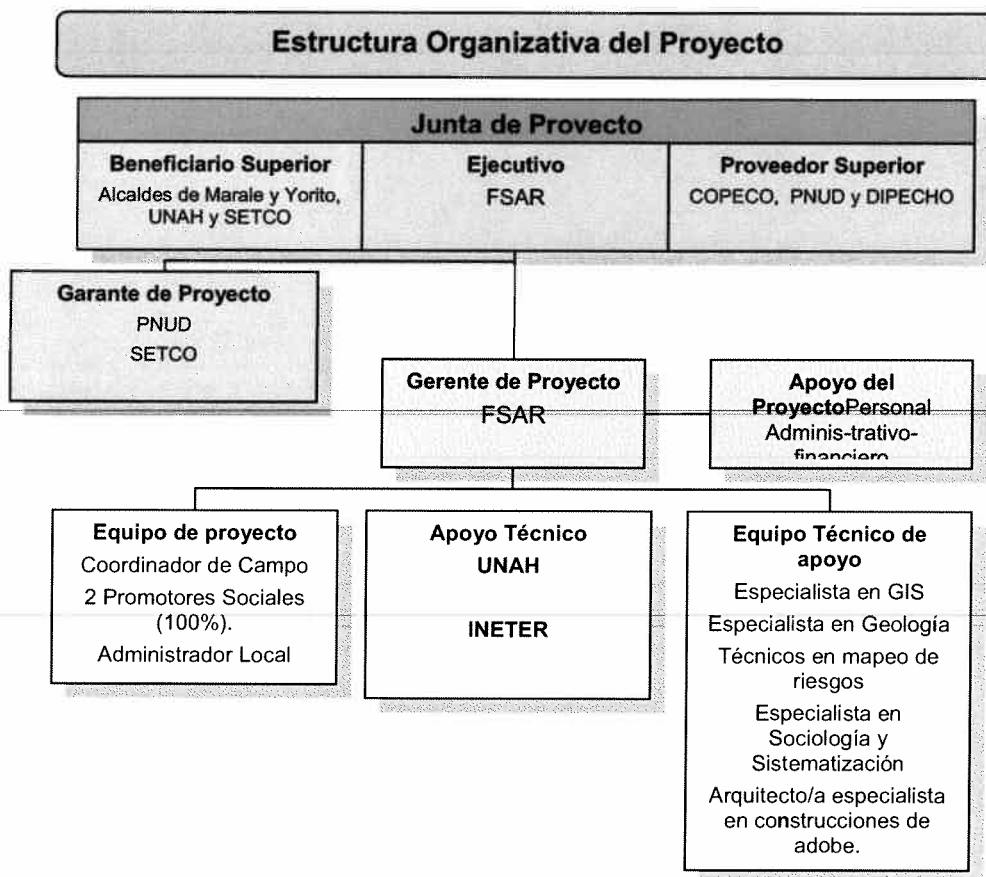 Estructura Organizativa del Proyecto
Junta de Provecto
Beneficiario Superior
Alcaldes de Marale y Yorito,
UNAH y SETCO
Ejecutivo
FSAR
Proveedor Superior
COPECO, PNUD y DIPECHO
Garante de Proyecto
PNUD
SETCO
Gerente de Proyecto
FSAR
Apoyo del
ProyectoPersonal
Adminis-trativo-
financiero
Equipo de proyecto
Coordinador de Campo
2 Promotores Sociales
(100%).
Administrador Local
Apoyo Técnico
UNAH
INETER
Equipo Técnico de
apoyo
Especialista en GIS
Especialista en Geología
Técnicos en mapeo de
riesgos
Especialista en
Sociología y
Sistematización
Arquitecto/a especialista
en construcciones de
adobe.